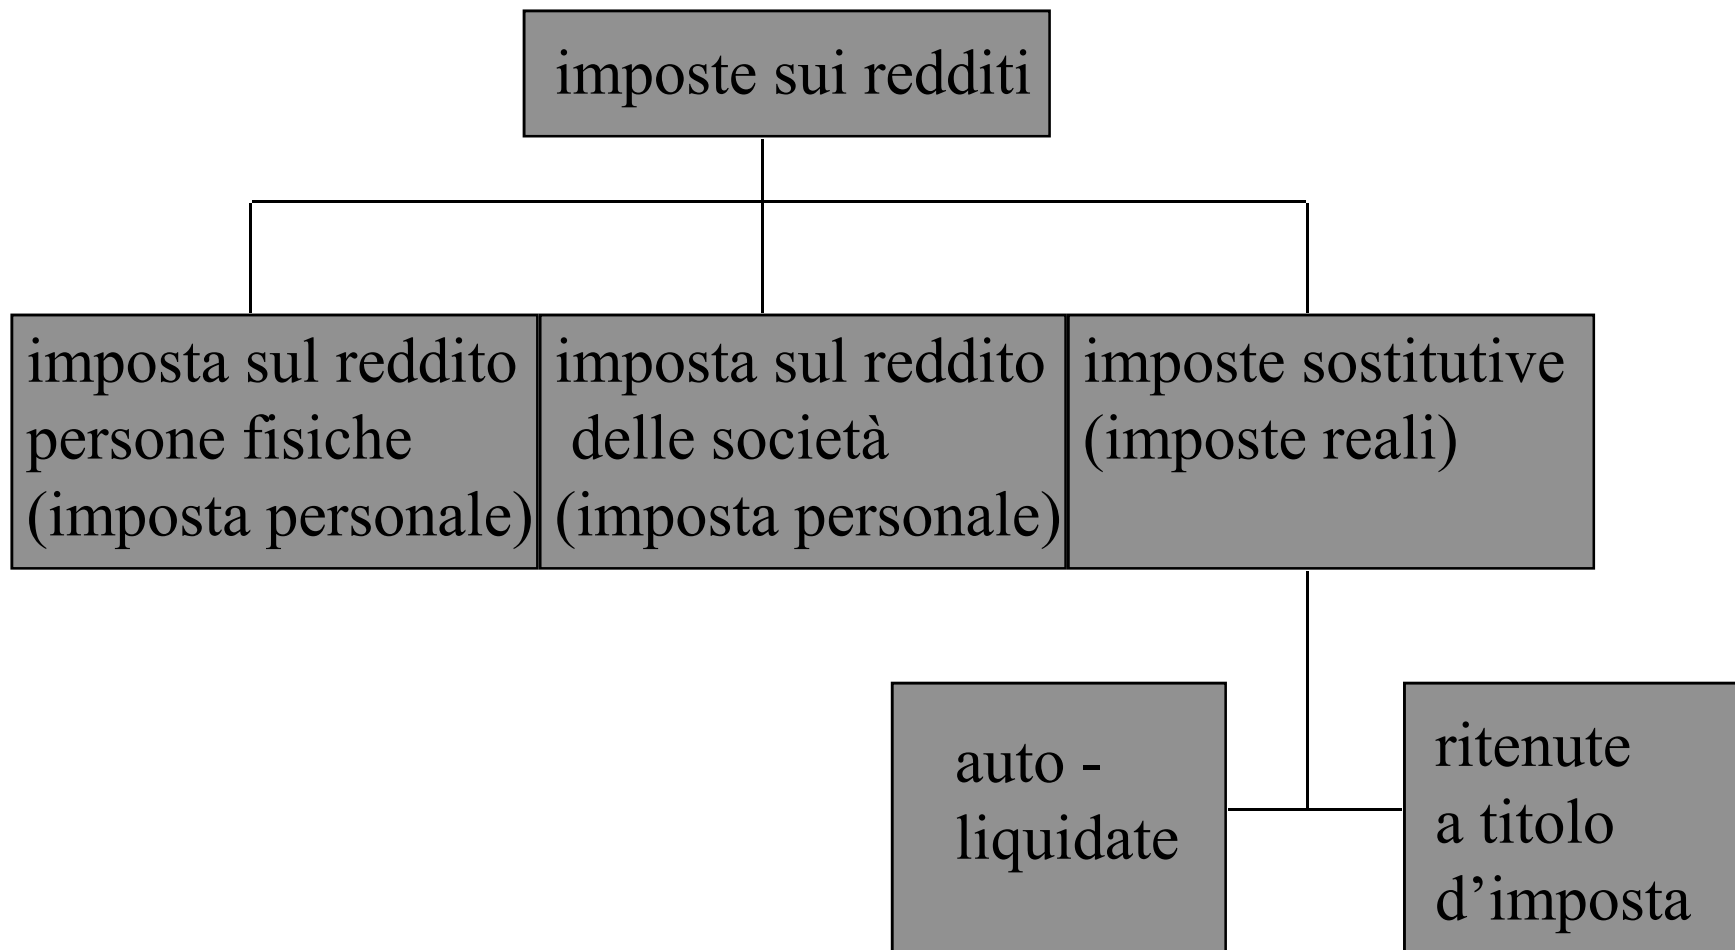 imposte sui redditi
imposta sul reddito
persone fisiche
(imposta personale)
imposta sul reddito
delle società
(imposta personale)
imposte sostitutive
(imposte reali)
auto -
liquidate
ritenute
a titolo
d’imposta